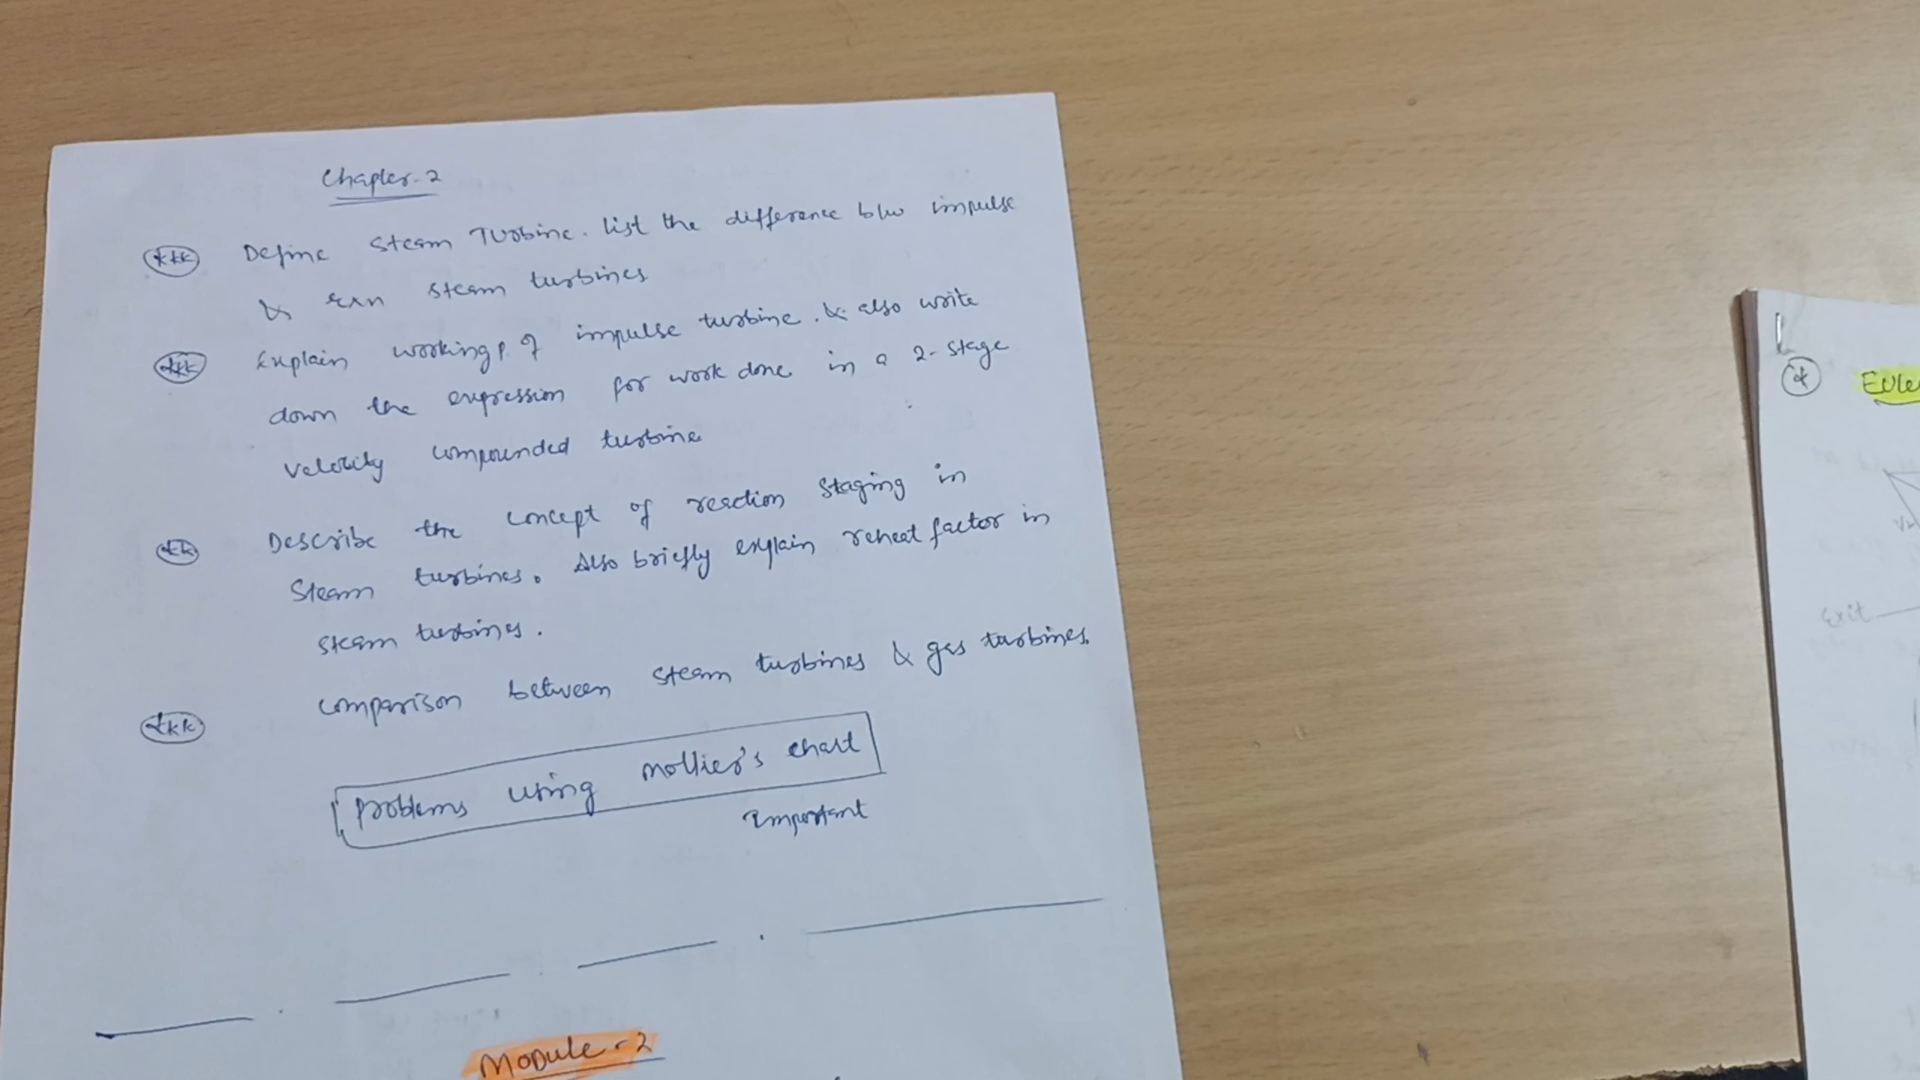 Chapter-2
*** Define steam Turbine. list the difference b/w impulse
& rxn steam turbines
*** Explain working p. of impulse turbine. & also write
down the expression for work done in a 2-stage
velocity compounded turbine
** Describe the concept of reaction staging in
Steam turbines. Also briefly explain reheat factor in
steam turbines.
*** comparison between steam turbines & gas turbines.
Problems using mollier's chart
Important
Module-2
*
Exit